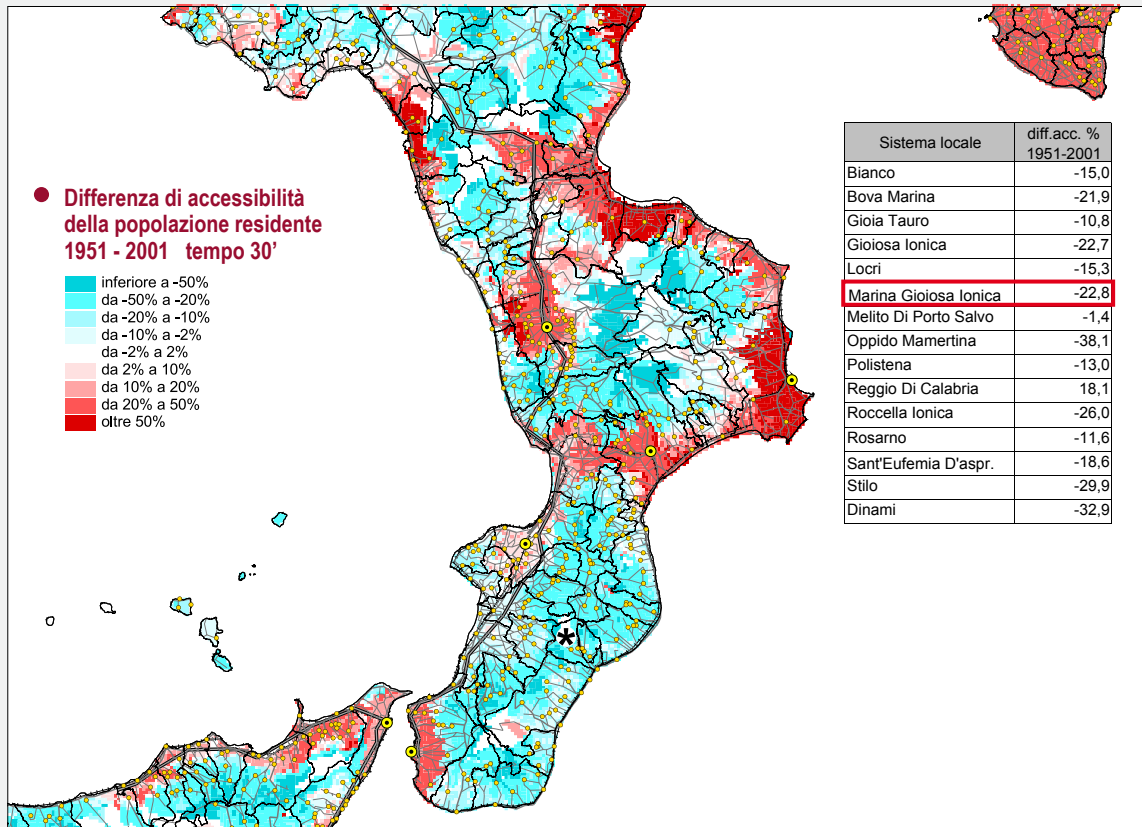 Differenza di accessibilità
della popolazione residente
1951 - 2001 tempo 30'
inferiore a -50%
da -50% a -20%
da -20% a -10%
da -10% a -2%
da -2% a 2%
da 2% a 10%
da 10% a 20%
da 20% a 50%
oltre 50%
Sistema locale diff.acc. %
1951-2001
Bianco -15,0
Bova Marina -21,9
Gioia Tauro -10,8
Gioiosa Ionica -22,7
Locri -15,3
Marina Gioiosa Ionica -22,8
Melito Di Porto Salvo -1,4
Oppido Mamertina -38,1
Polistena -13,0
Reggio Di Calabria 18,1
Roccella Ionica -26,0
Rosarno -11,6
Sant'Eufemia D'aspr. -18,6
Stilo -29,9
Dinami -32,9
*